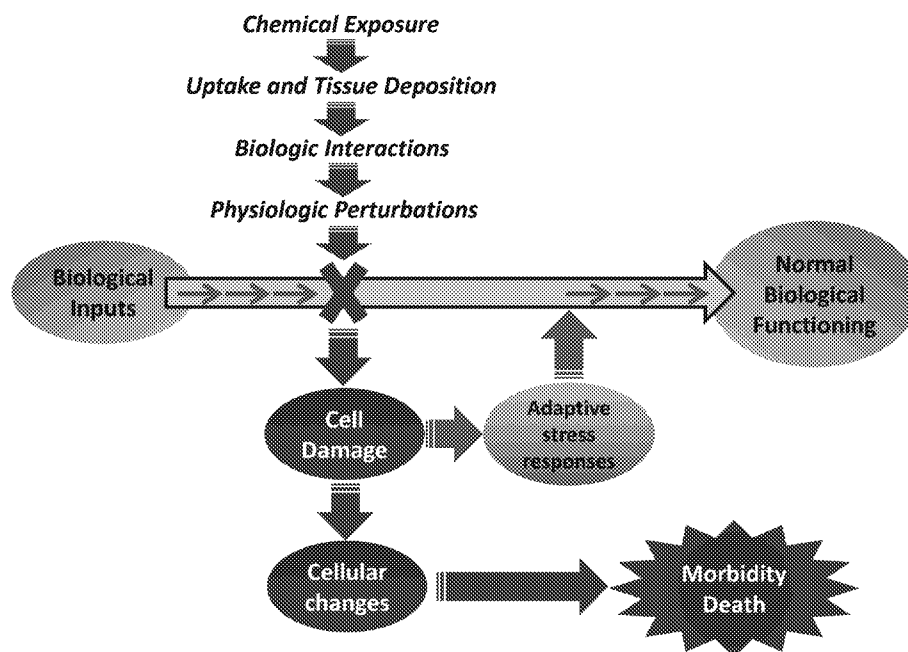 Chemical Exposure
Uptake and Tissue Deposition
Biologic Interactions
Physiologic Perturbations
Biological
Inputs
Normal
Biological
Functioning
Cell
Damage
Adaptive
stress
responses
Cellular
changes
Morbidity
Death